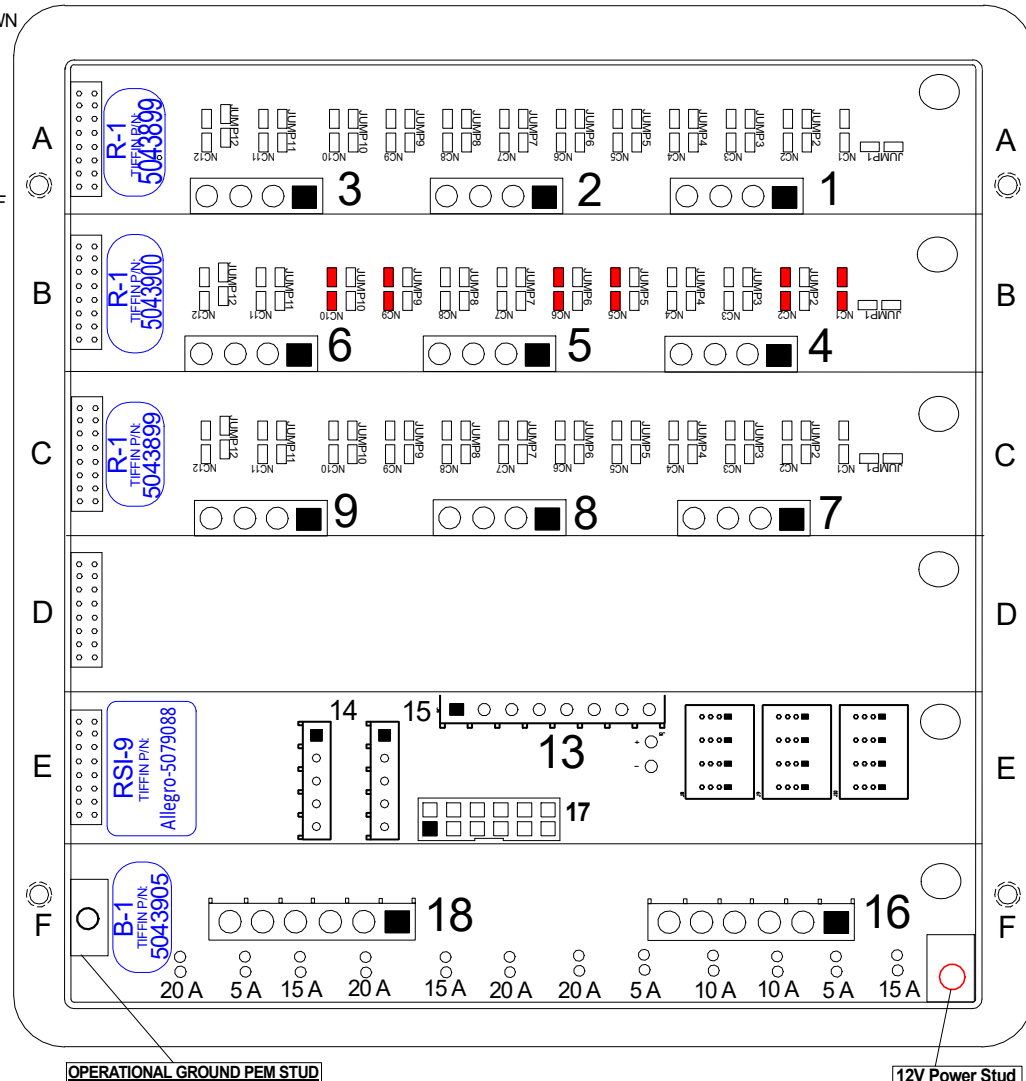 WN
F
A
R-1
TIFFIN P/N:
5043899
NC12 JUMP12 NC11 JUMP11 NC10 JUMP10 NC9 JUMP9 NC8 JUMP8 NC7 JUMP7 NC6 JUMP6 NC5 JUMP5 NC4 JUMP4 NC3 JUMP3 NC2 JUMP2 NC1 JUMP1
A
3 2 1
B
R-1
TIFFIN P/N:
5043900
NC12 JUMP12 NC11 JUMP11 NC10 JUMP10 NC9 JUMP9 NC8 JUMP8 NC7 JUMP7 NC6 JUMP6 NC5 JUMP5 NC4 JUMP4 NC3 JUMP3 NC2 JUMP2 NC1 JUMP1
B
6 5 4
C
R-1
TIFFIN P/N:
5043899
NC12 JUMP12 NC11 JUMP11 NC10 JUMP10 NC9 JUMP9 NC8 JUMP8 NC7 JUMP7 NC6 JUMP6 NC5 JUMP5 NC4 JUMP4 NC3 JUMP3 NC2 JUMP2 NC1 JUMP1
C
9 8 7
D
D
E
RSI-9
TIFFIN P/N:
Allegro-5079088
14 15
13
+
-
17
E
F
B-1
TIFFIN P/N:
5043905
18 16
F
20 A 5 A 15 A 20 A 15 A 20 A 20 A 5 A 10 A 10 A 5 A 15 A
OPERATIONAL GROUND PEM STUD
12V Power Stud